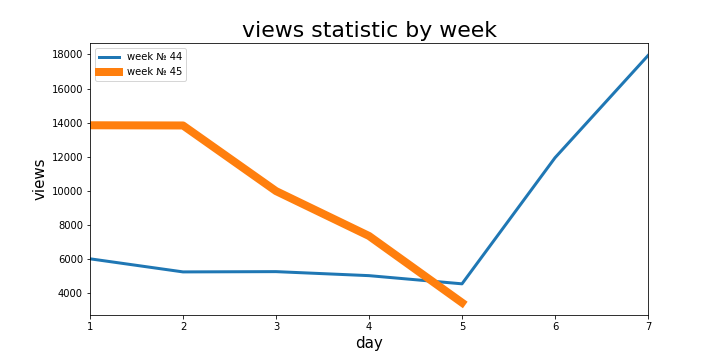 views statistic by week
week № 44
week № 45
18000
16000
14000
12000
10000
8000
6000
4000
views
1 2 3 4 5 6 7
day